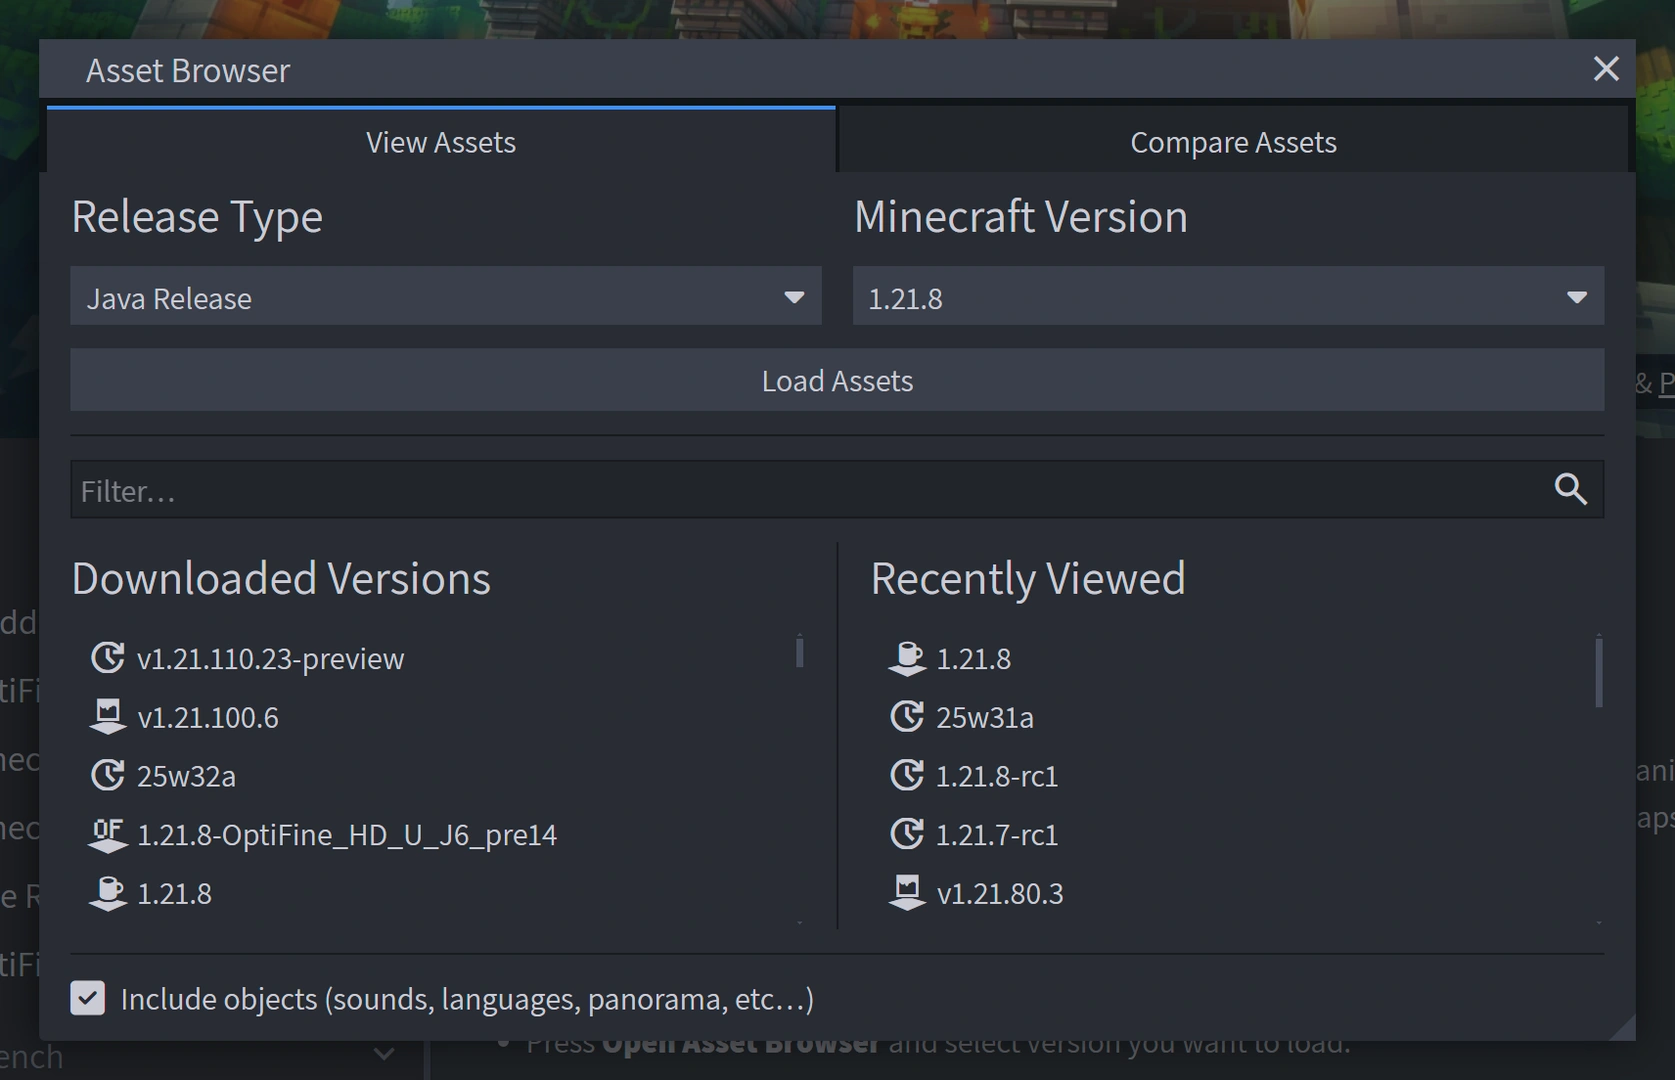 Asset Browser
View Assets
Compare Assets
Release Type
Minecraft Version
Java Release
1.21.8
Load Assets
Filter...
Downloaded Versions
v1.21.110.23-preview
v1.21.100.6
25w32a
1.21.8-OptiFine_HD_U_J6_pre14
1.21.8
Recently Viewed
1.21.8
25w31a
1.21.8-rc1
1.21.7-rc1
v1.21.80.3
Include objects (sounds, languages, panorama, etc...)
Press Open Asset Browser and select version you want to load.